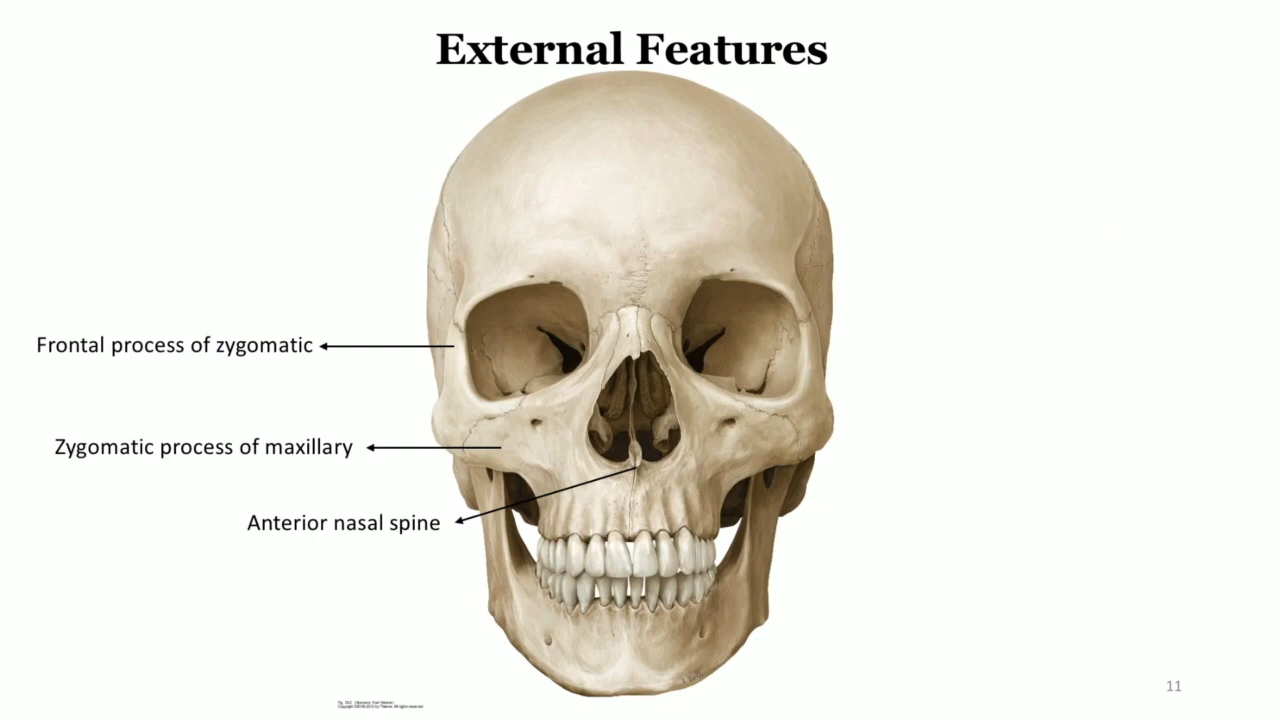 External Features
Frontal process of zygomatic
Zygomatic process of maxillary
Anterior nasal spine
11